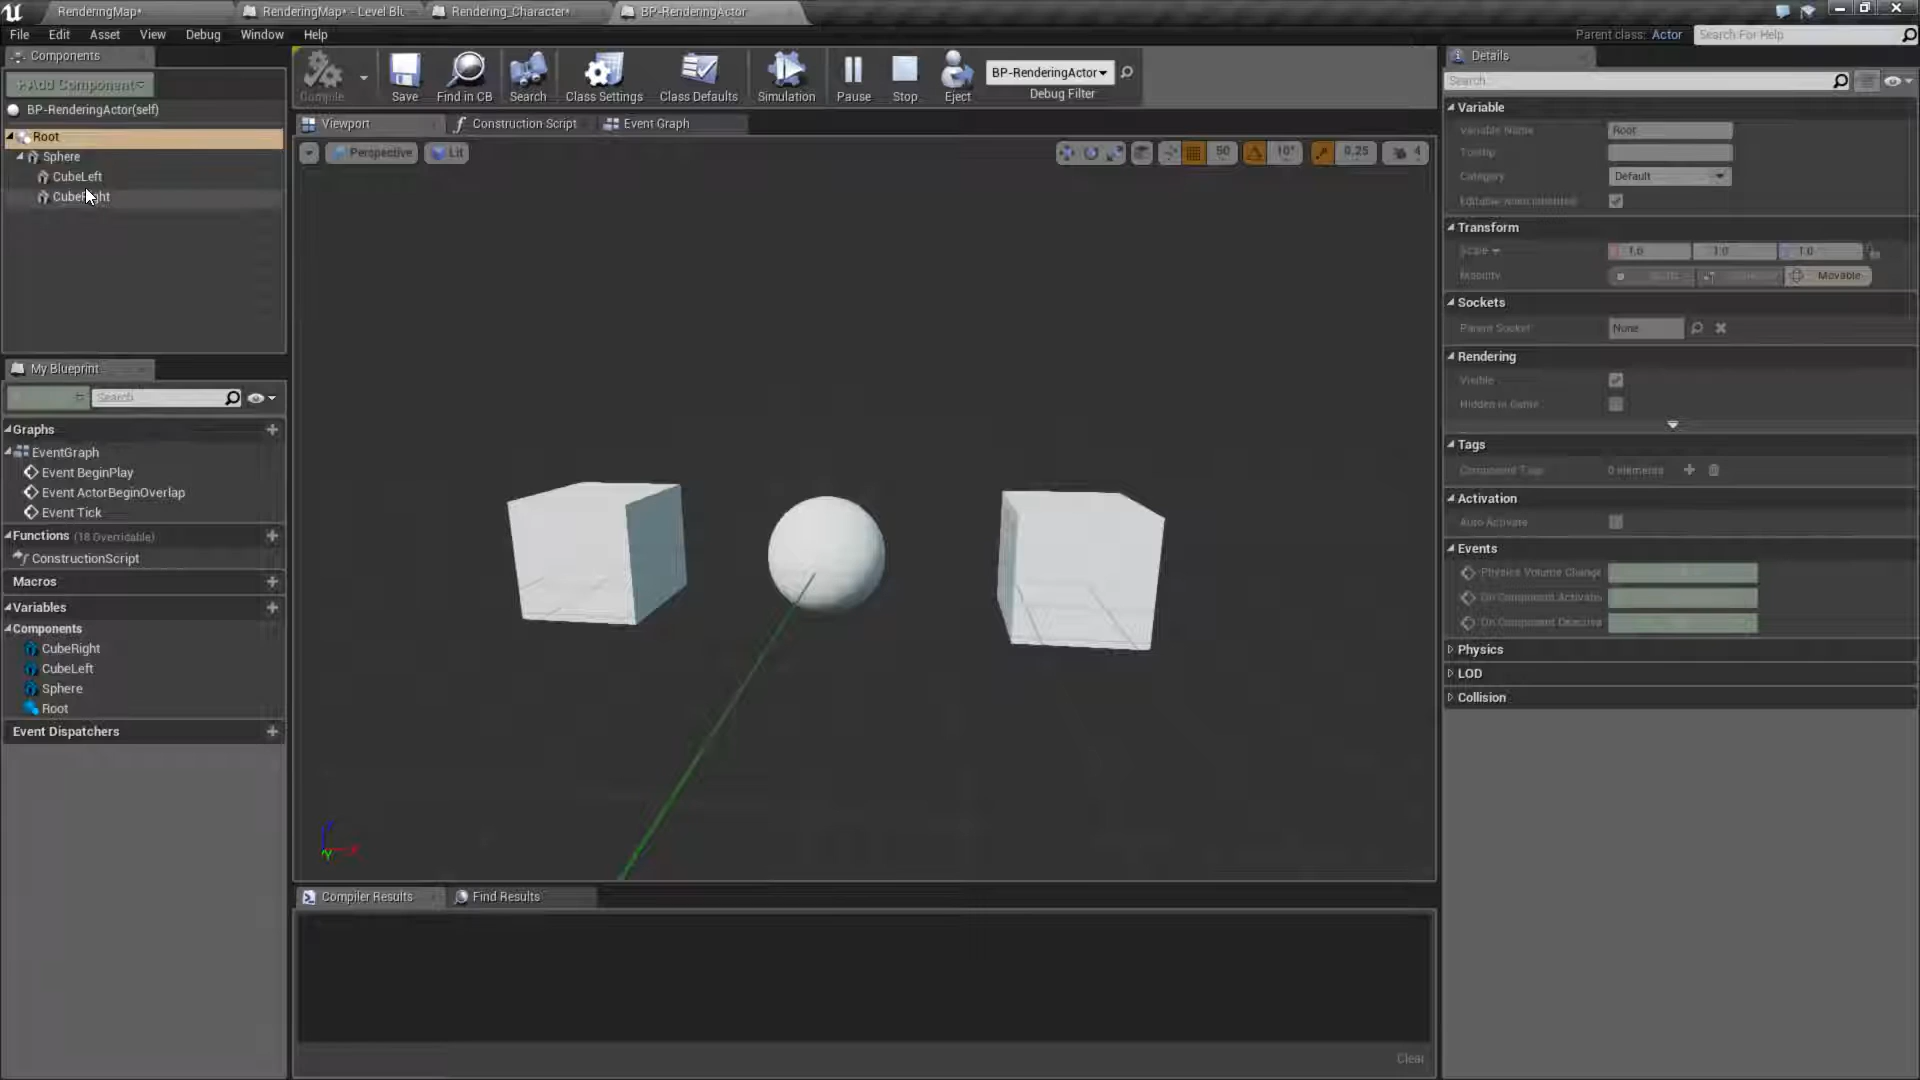 RenderingMap*
RenderingMap* - Level Blu
Rendering_Character*
BP-RenderingActor
File Edit Asset View Debug Window Help
Parent class: Actor
Search For Help
Components
+Add Component
BP-RenderingActor(self)
Root
Sphere
CubeLeft
CubeRight
My Blueprint
Search
Graphs
EventGraph
Event BeginPlay
Event ActorBeginOverlap
Event Tick
Functions (18 Overridable)
ConstructionScript
Macros
Variables
Components
CubeRight
CubeLeft
Sphere
Root
Event Dispatchers
Compile Save Find in CB Search Class Settings Class Defaults Simulation Pause Stop Eject
BP-RenderingActor
Debug Filter
Viewport Construction Script Event Graph
Perspective Lit
50 10° 0.25 4
Compiler Results Find Results
Clear
Details
Search
Variable
Variable Name Root
Tooltip
Category Default
Editable when Inherited
Transform
Scale 1.0 1.0 1.0
Mobility Movable
Sockets
Parent Socket None
Rendering
Visible
Hidden in Game
Tags
Component Tags 0 elements
Activation
Auto Activate
Events
Physics Volume Change
On Component Activate
On Component Deactiva
Physics
LOD
Collision